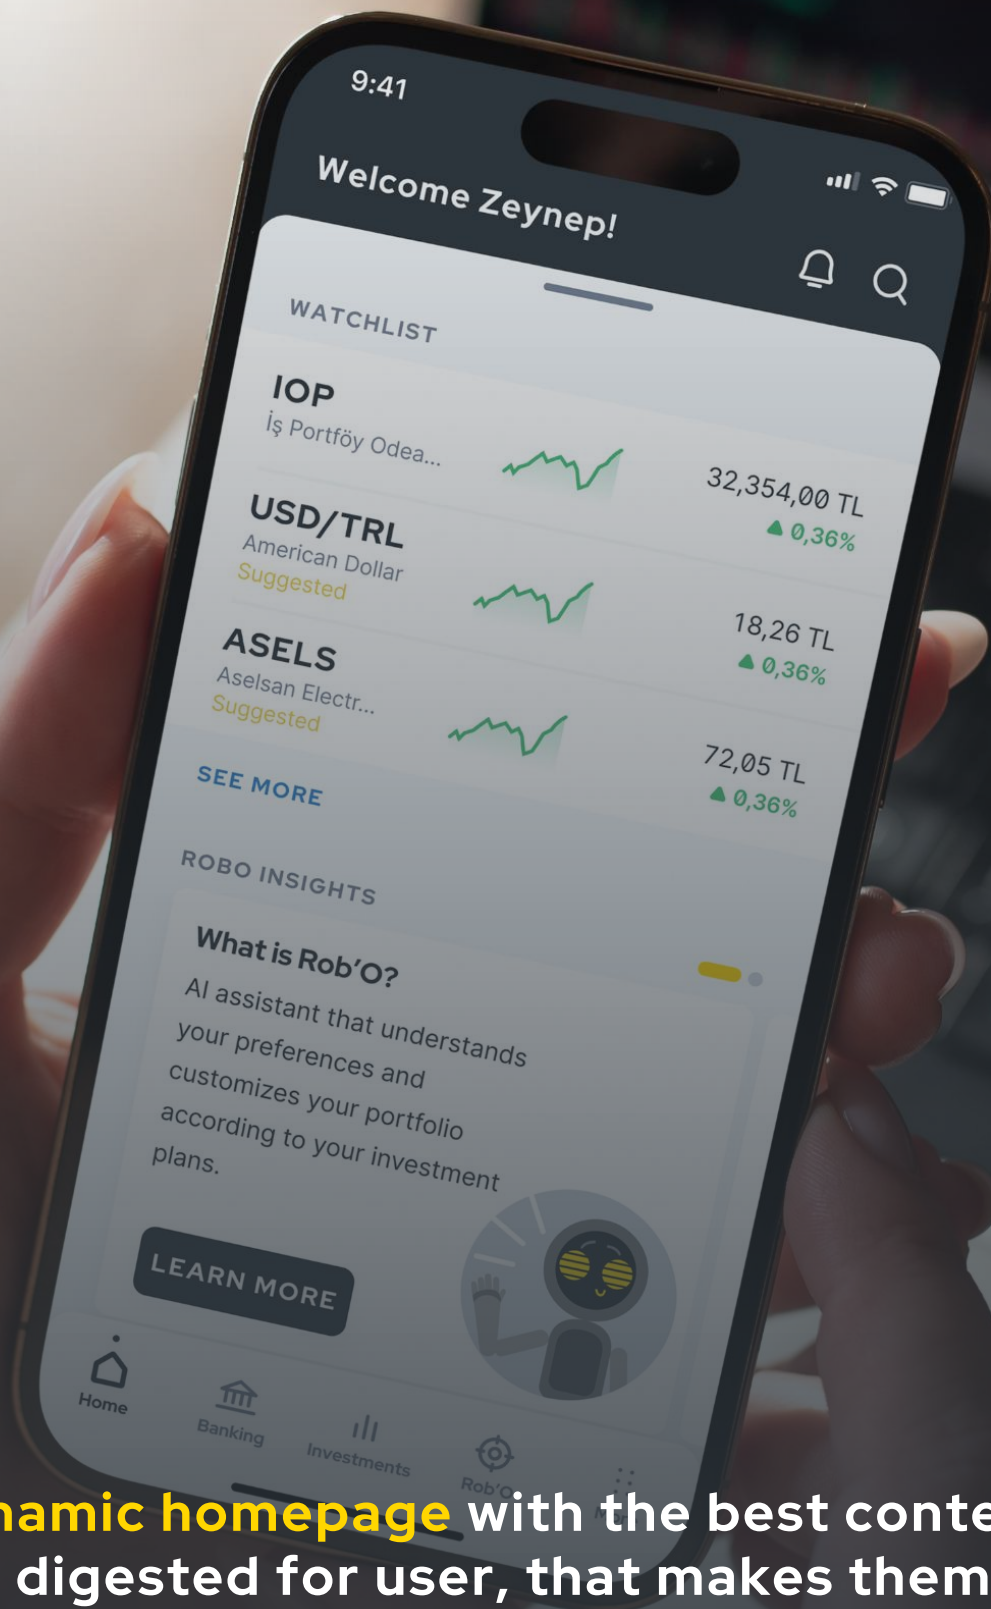 9:41
Welcome Zeynep!
WATCHLIST
IOP
İş Portföy Odea...
32,354,00 TL
0,36%
USD/TRL
American Dollar
Suggested
18,26 TL
0,36%
ASELS
Aselsan Electr...
Suggested
72,05 TL
0,36%
SEE MORE
ROBO INSIGHTS
What is Rob'O?
AI assistant that understands
your preferences and
customizes your portfolio
according to your investment
plans.
LEARN MORE
Home
Banking
Investments
Rob'O
namic homepage with the best conte
digested for user, that makes them